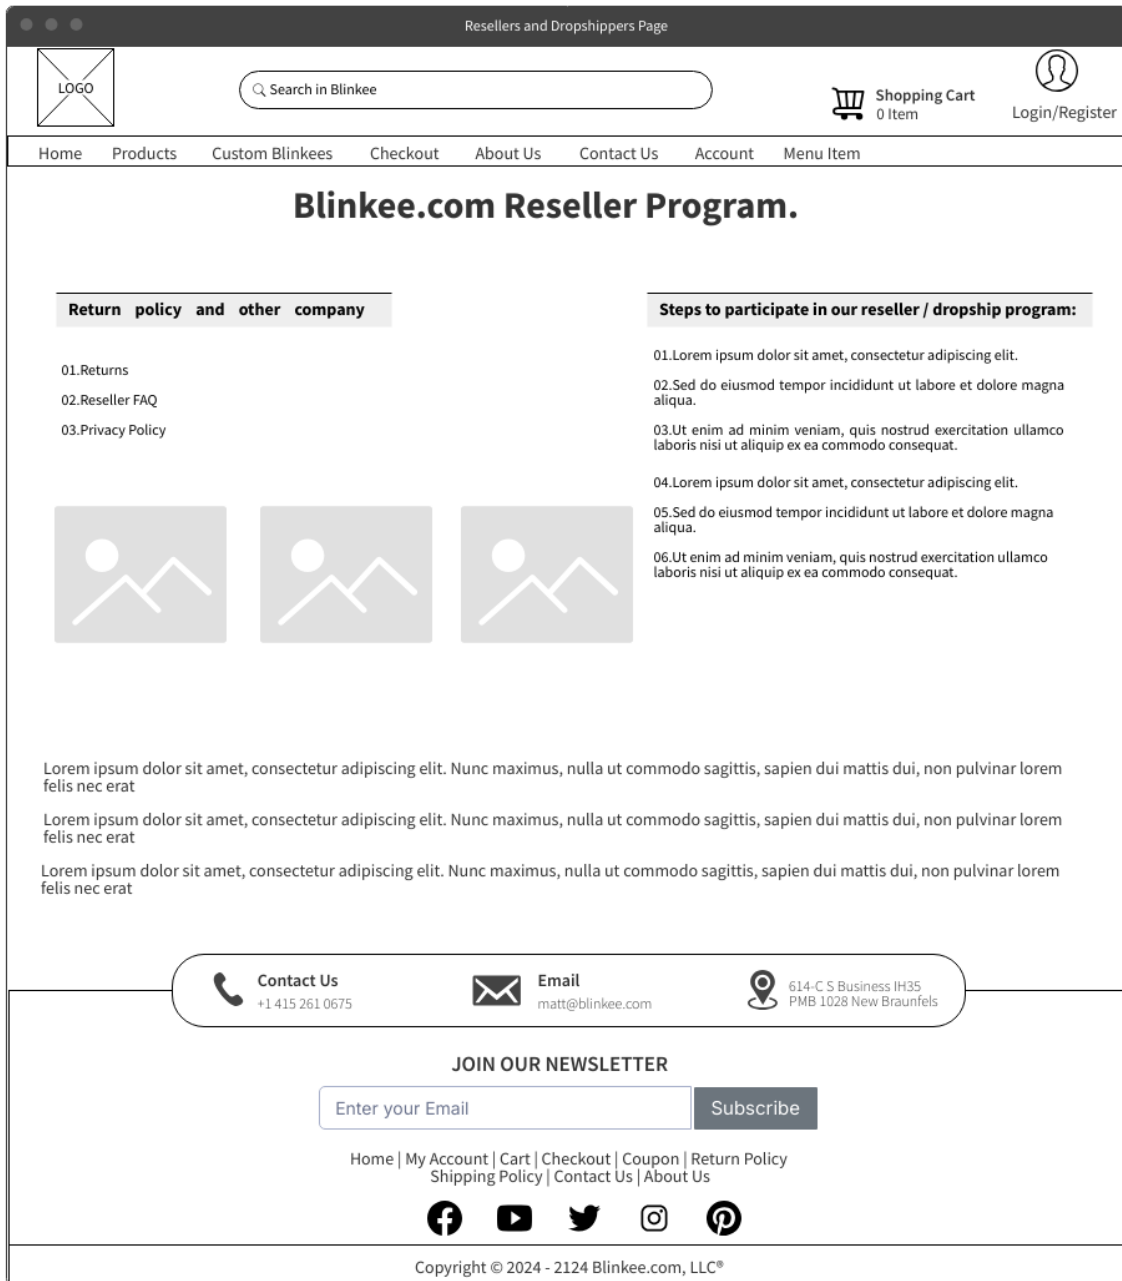 Resellers and Dropshippers Page
LOGO
Search in Blinkee
Shopping Cart
0 Item
Login/Register
Home Products Custom Blinkees Checkout About Us Contact Us Account Menu Item
Blinkee.com Reseller Program.
Return policy and other company
01.Returns
02.Reseller FAQ
03.Privacy Policy
Steps to participate in our reseller / dropship program:
01.Lorem ipsum dolor sit amet, consectetur adipiscing elit.
02.Sed do eiusmod tempor incididunt ut labore et dolore magna
aliqua.
03.Ut enim ad minim veniam, quis nostrud exercitation ullamco
laboris nisi ut aliquip ex ea commodo consequat.
04.Lorem ipsum dolor sit amet, consectetur adipiscing elit.
05.Sed do eiusmod tempor incididunt ut labore et dolore magna
aliqua.
06.Ut enim ad minim veniam, quis nostrud exercitation ullamco
laboris nisi ut aliquip ex ea commodo consequat.
Lorem ipsum dolor sit amet, consectetur adipiscing elit. Nunc maximus, nulla ut commodo sagittis, sapien dui mattis dui, non pulvinar lorem
felis nec erat
Lorem ipsum dolor sit amet, consectetur adipiscing elit. Nunc maximus, nulla ut commodo sagittis, sapien dui mattis dui, non pulvinar lorem
felis nec erat
Lorem ipsum dolor sit amet, consectetur adipiscing elit. Nunc maximus, nulla ut commodo sagittis, sapien dui mattis dui, non pulvinar lorem
felis nec erat
Contact Us
+1 415 261 0675
Email
matt@blinkee.com
614-C S Business IH35
PMB 1028 New Braunfels
JOIN OUR NEWSLETTER
Enter your Email
Subscribe
Home | My Account | Cart | Checkout | Coupon | Return Policy
Shipping Policy | Contact Us | About Us
Copyright © 2024 - 2124 Blinkee.com, LLC®